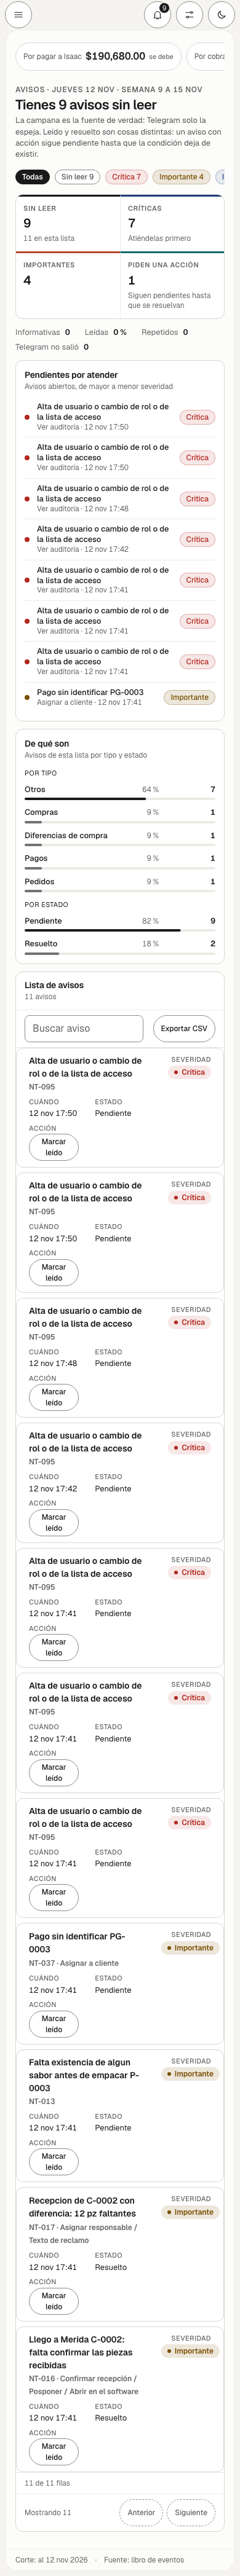 9
Por pagar a Isaac $190,680.00 se debe
Por cobra
AVISOS · JUEVES 12 NOV · SEMANA 9 A 15 NOV
Tienes 9 avisos sin leer
La campana es la fuente de verdad: Telegram solo la
espeja. Leído y resuelto son cosas distintas: un aviso con
acción sigue pendiente hasta que la condición deja de
existir.
Todas
Sin leer 9
Crítica 7
Importante 4
SIN LEER
9
11 en esta lista
CRÍTICAS
7
Atiéndelas primero
IMPORTANTES
4
PIDEN UNA ACCIÓN
1
Siguen pendientes hasta
que se resuelvan
Informativas 0
Leídas 0 %
Repetidos 0
Telegram no salió 0
Pendientes por atender
Avisos abiertos, de mayor a menor severidad
Alta de usuario o cambio de rol o de
la lista de acceso
Ver auditoría · 12 nov 17:50
Crítica
Alta de usuario o cambio de rol o de
la lista de acceso
Ver auditoría · 12 nov 17:50
Crítica
Alta de usuario o cambio de rol o de
la lista de acceso
Ver auditoría · 12 nov 17:48
Crítica
Alta de usuario o cambio de rol o de
la lista de acceso
Ver auditoría · 12 nov 17:42
Crítica
Alta de usuario o cambio de rol o de
la lista de acceso
Ver auditoría · 12 nov 17:41
Crítica
Alta de usuario o cambio de rol o de
la lista de acceso
Ver auditoría · 12 nov 17:41
Crítica
Alta de usuario o cambio de rol o de
la lista de acceso
Ver auditoría · 12 nov 17:41
Crítica
Pago sin identificar PG-0003
Asignar a cliente · 12 nov 17:41
Importante
De qué son
Avisos de esta lista por tipo y estado
POR TIPO
Otros 64 % 7
Compras 9 % 1
Diferencias de compra 9 % 1
Pagos 9 % 1
Pedidos 9 % 1
POR ESTADO
Pendiente 82 % 9
Resuelto 18 % 2
Lista de avisos
11 avisos
Buscar aviso
Exportar CSV
Alta de usuario o cambio de
rol o de la lista de acceso
NT-095
SEVERIDAD
Crítica
CUÁNDO ESTADO
12 nov 17:50 Pendiente
ACCIÓN
Marcar
leído
Alta de usuario o cambio de
rol o de la lista de acceso
NT-095
SEVERIDAD
Crítica
CUÁNDO ESTADO
12 nov 17:50 Pendiente
ACCIÓN
Marcar
leído
Alta de usuario o cambio de
rol o de la lista de acceso
NT-095
SEVERIDAD
Crítica
CUÁNDO ESTADO
12 nov 17:48 Pendiente
ACCIÓN
Marcar
leído
Alta de usuario o cambio de
rol o de la lista de acceso
NT-095
SEVERIDAD
Crítica
CUÁNDO ESTADO
12 nov 17:42 Pendiente
ACCIÓN
Marcar
leído
Alta de usuario o cambio de
rol o de la lista de acceso
NT-095
SEVERIDAD
Crítica
CUÁNDO ESTADO
12 nov 17:41 Pendiente
ACCIÓN
Marcar
leído
Alta de usuario o cambio de
rol o de la lista de acceso
NT-095
SEVERIDAD
Crítica
CUÁNDO ESTADO
12 nov 17:41 Pendiente
ACCIÓN
Marcar
leído
Alta de usuario o cambio de
rol o de la lista de acceso
NT-095
SEVERIDAD
Crítica
CUÁNDO ESTADO
12 nov 17:41 Pendiente
ACCIÓN
Marcar
leído
Pago sin identificar PG-
0003
NT-037 · Asignar a cliente
SEVERIDAD
Importante
CUÁNDO ESTADO
12 nov 17:41 Pendiente
ACCIÓN
Marcar
leído
Falta existencia de algun
sabor antes de empacar P-
0003
NT-013
SEVERIDAD
Importante
CUÁNDO ESTADO
12 nov 17:41 Pendiente
ACCIÓN
Marcar
leído
Recepcion de C-0002 con
diferencia: 12 pz faltantes
NT-017 · Asignar responsable /
Texto de reclamo
SEVERIDAD
Importante
CUÁNDO ESTADO
12 nov 17:41 Resuelto
ACCIÓN
Marcar
leído
Llego a Merida C-0002:
falta confirmar las piezas
recibidas
NT-016 · Confirmar recepción /
Posponer / Abrir en el software
SEVERIDAD
Importante
CUÁNDO ESTADO
12 nov 17:41 Resuelto
ACCIÓN
Marcar
leído
11 de 11 filas
Mostrando 11
Anterior
Siguiente
Corte: al 12 nov 2026 · Fuente: libro de eventos